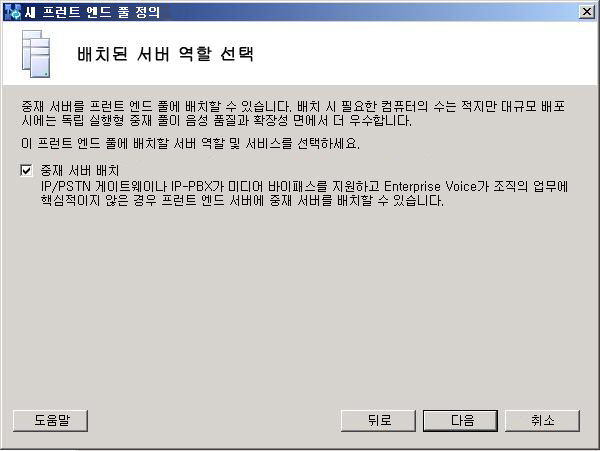 새 프런트 엔드 풀 정의
배치된 서버 역할 선택
중재 서버를 프런트 엔드 풀에 배치할 수 있습니다. 배치 시 필요한 컴퓨터의 수는 적지만 대규모 배포
시에는 독립 실행형 중재 풀이 음성 품질과 확장성 면에서 더 우수합니다.
이 프런트 엔드 풀에 배치할 서버 역할 및 서비스를 선택하세요.
중재 서버 배치
IP/PSTN 게이트웨이나 IP-PBX가 미디어 바이패스를 지원하고 Enterprise Voice가 조직의 업무에
핵심적이지 않은 경우 프런트 엔드 서버에 중재 서버를 배치할 수 있습니다.
도움말
뒤로
다음
취소